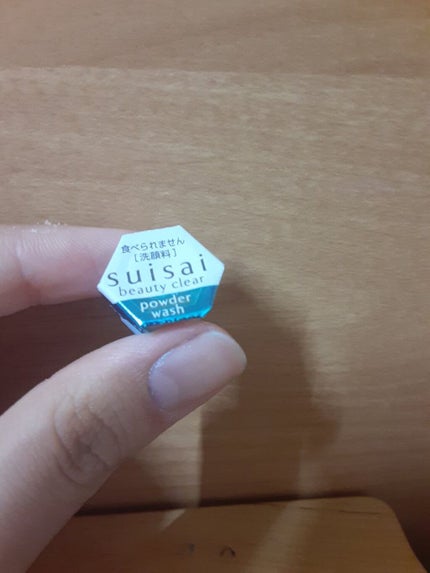 食べられません
[洗顔料]
suisai
beauty clear
powder
wash